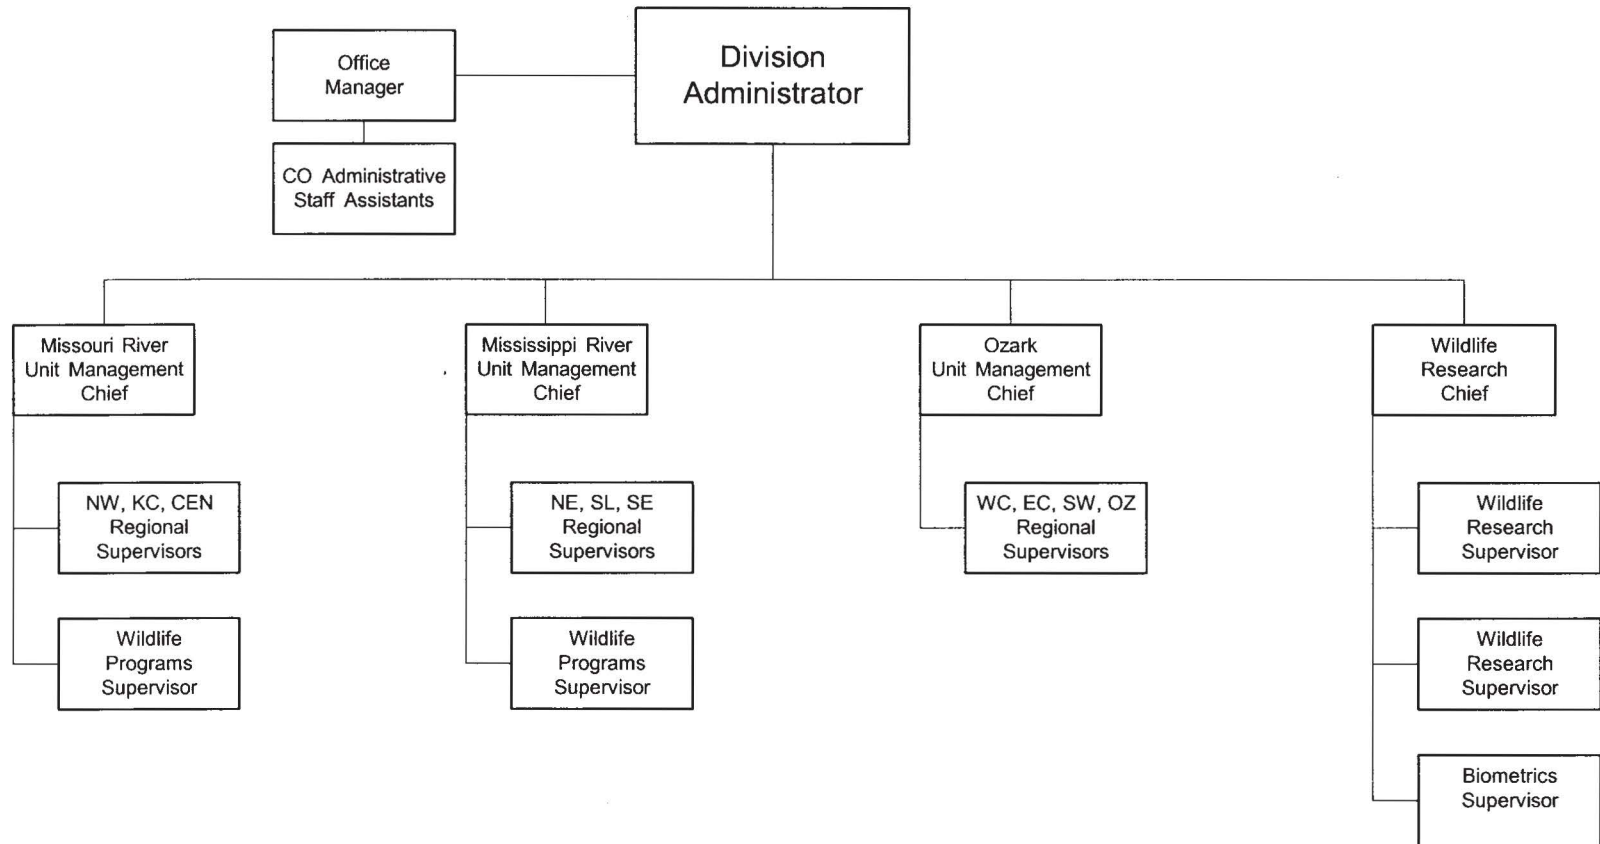 Office
Manager
Division
Administrator
CO Administrative
Staff Assistants
Missouri River
Unit Management
Chief
Mississippi River
Unit Management
Chief
Ozark
Unit Management
Chief
Wildlife
Research
Chief
NW, KC, CEN
Regional
Supervisors
NE, SL, SE
Regional
Supervisors
WC, EC, SW, OZ
Regional
Supervisors
Wildlife
Research
Supervisor
Wildlife
Programs
Supervisor
Wildlife
Programs
Supervisor
Wildlife
Research
Supervisor
Biometrics
Supervisor